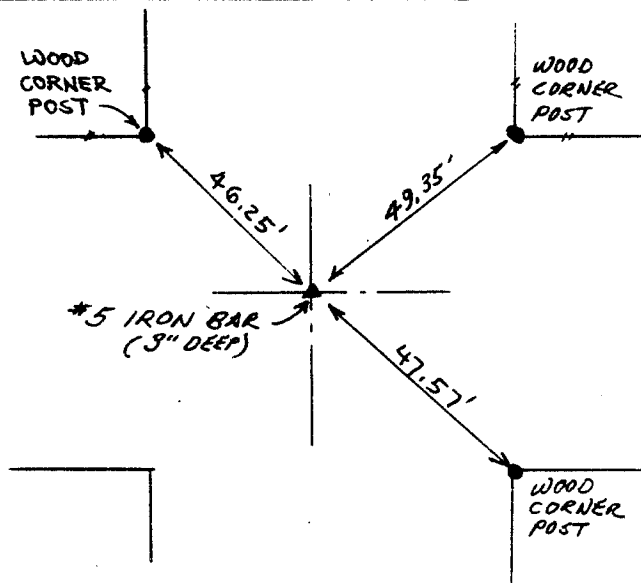 WOOD
CORNER
POST
WOOD
CORNER
POST
46.25'
49.35'
#5 IRON BAR
(3" DEEP)
47.57'
WOOD
CORNER
POST